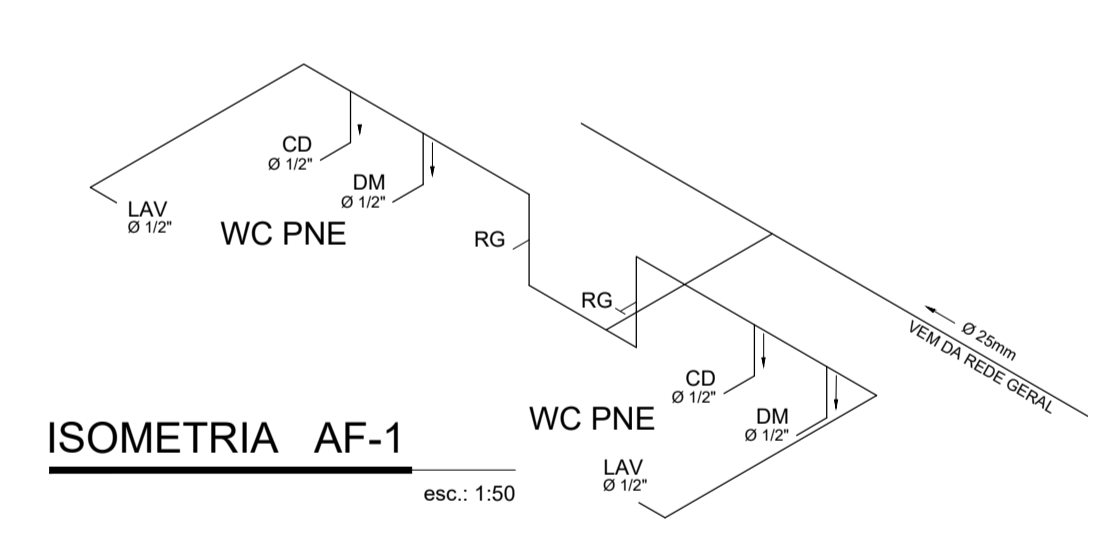 CD
Ø 1/2"
DM
Ø 1/2"
LAV
Ø 1/2"
WC PNE
RG
RG
Ø 25mm
VEM DA REDE GERAL
CD
Ø 1/2"
WC PNE
DM
Ø 1/2"
LAV
Ø 1/2"
ISOMETRIA AF-1
esc.: 1:50